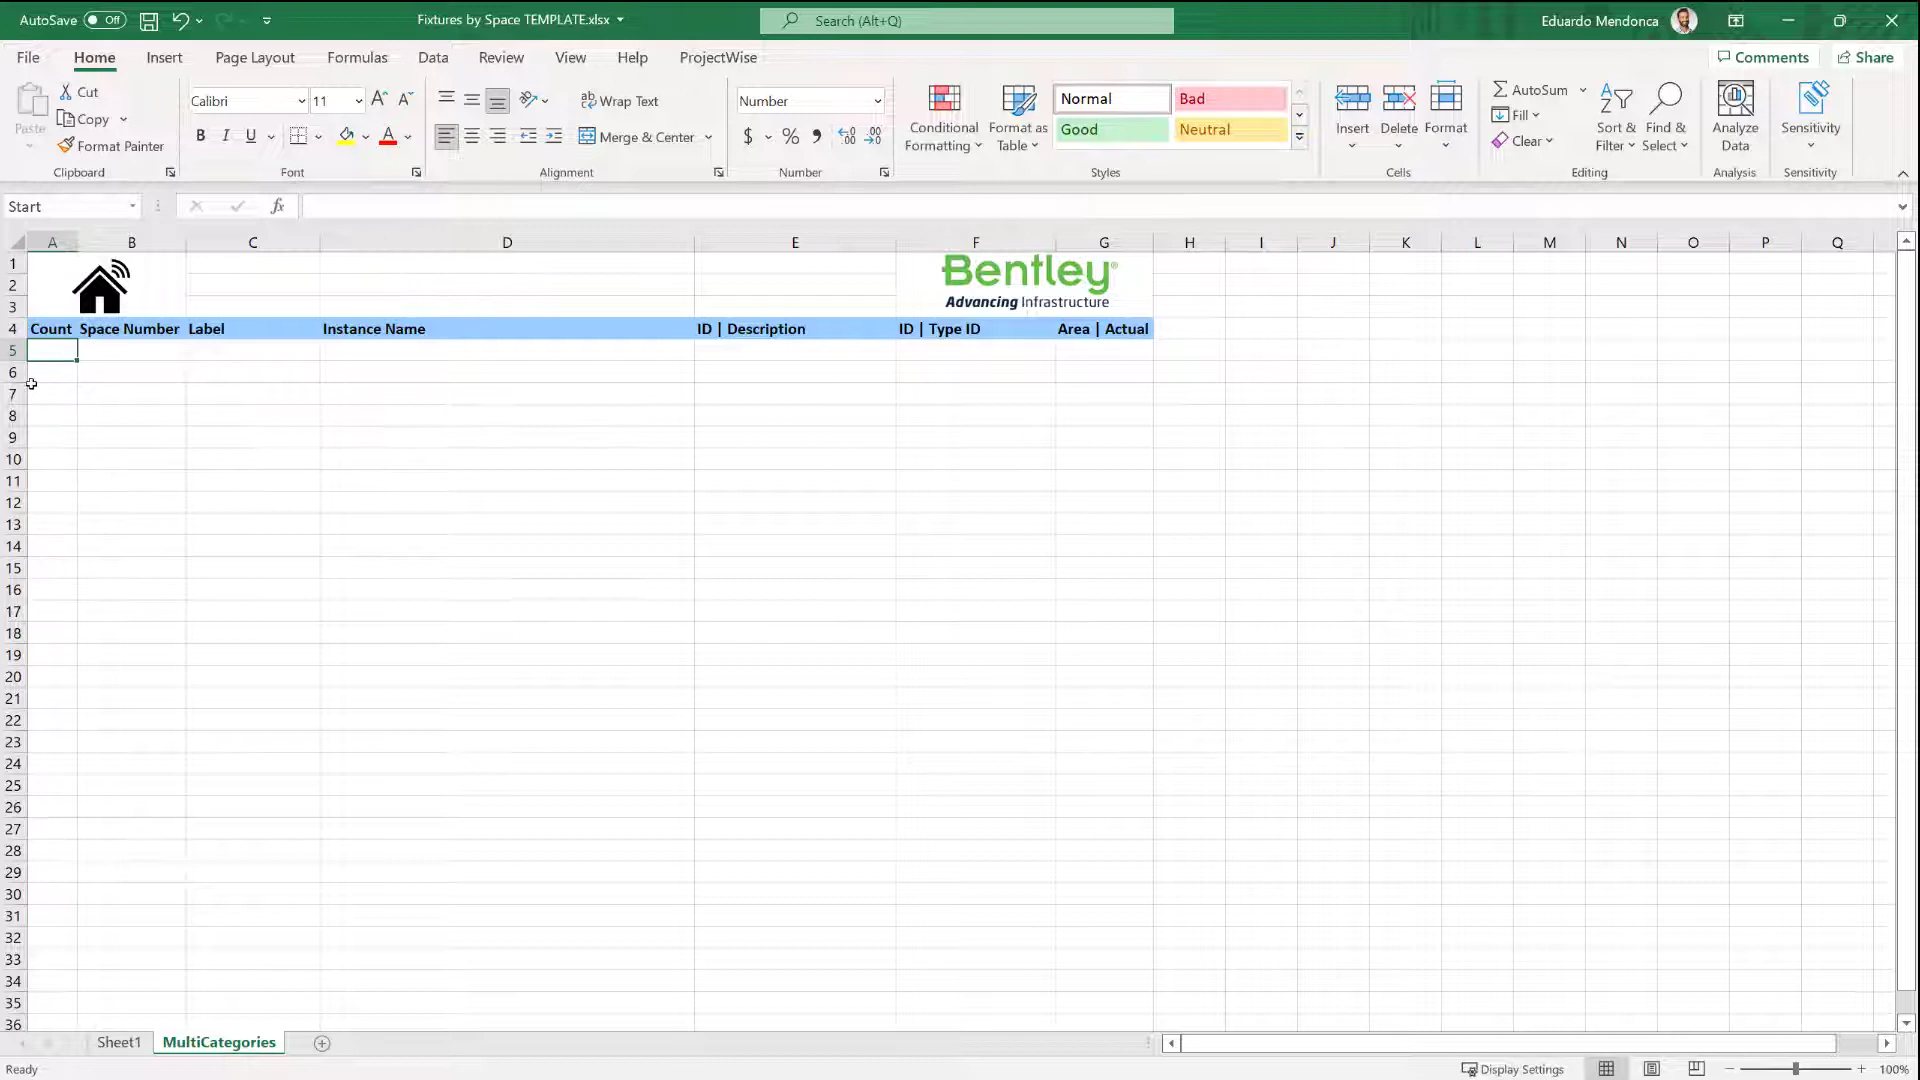 AutoSave Off Fixtures by Space TEMPLATE.xlsx Search (Alt+Q) Eduardo Mendonca
File Home Insert Page Layout Formulas Data Review View Help ProjectWise Comments Share
Paste Cut Copy Format Painter
Calibri 11
B I U A
ab Wrap Text
Merge & Center
Number
$ % 9
Conditional Formatting Format as Table
Normal Bad
Good Neutral
Insert Delete Format
AutoSum
Fill
Clear
Sort & Filter Find & Select
Analyze Data Sensitivity
Clipboard Font Alignment Number Styles Cells Editing Analysis Sensitivity
Start fx
A B C D E F G H I J K L M N O P Q
1 Bentley®
2
3 Advancing Infrastructure
4 Count Space Number Label Instance Name ID | Description ID | Type ID Area | Actual
5
6
7
8
9
10
11
12
13
14
15
16
17
18
19
20
21
22
23
24
25
26
27
28
29
30
31
32
33
34
35
36
Sheet1 MultiCategories
Ready Display Settings 100%